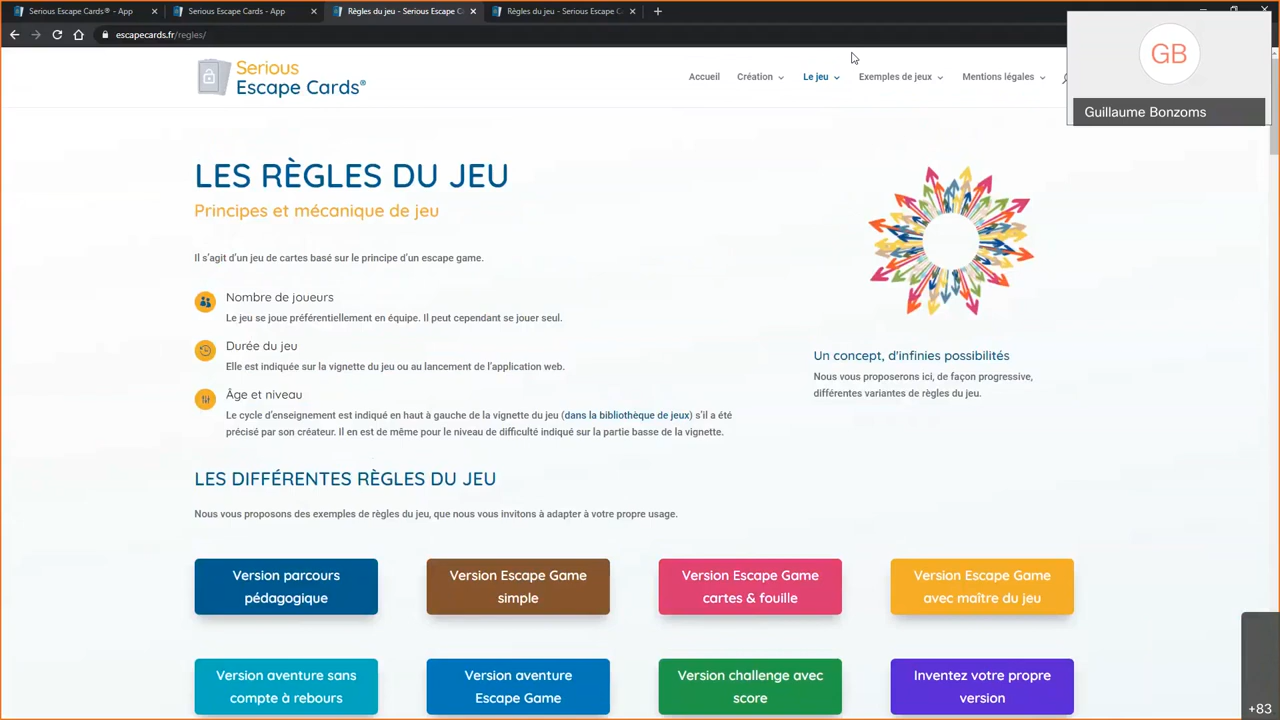 Serious Escape Cards® - App
Serious Escape Cards - App
Règles du jeu - Serious Escape C
Règles du jeu - Serious Escape C
escapecards.fr/regles/
GB
Guillaume Bonzoms
Serious
Escape Cards®
Accueil
Création
Le jeu
Exemples de jeux
Mentions légales
LES RÈGLES DU JEU
Principes et mécanique de jeu
Il s'agit d'un jeu de cartes basé sur le principe d'un escape game.
Nombre de joueurs
Le jeu se joue préférentiellement en équipe. Il peut cependant se jouer seul.
Durée du jeu
Elle est indiquée sur la vignette du jeu ou au lancement de l'application web.
Âge et niveau
Le cycle d'enseignement est indiqué en haut à gauche de la vignette du jeu (dans la bibliothèque de jeux) s'il a été
précisé par son créateur. Il en est de même pour le niveau de difficulté indiqué sur la partie basse de la vignette.
Un concept, d'infinies possibilités
Nous vous proposerons ici, de façon progressive,
différentes variantes de règles du jeu.
LES DIFFÉRENTES RÈGLES DU JEU
Nous vous proposons des exemples de règles du jeu, que nous vous invitons à adapter à votre propre usage.
Version parcours
pédagogique
Version Escape Game
simple
Version Escape Game
cartes & fouille
Version Escape Game
avec maître du jeu
Version aventure sans
compte à rebours
Version aventure
Escape Game
Version challenge avec
score
Inventez votre propre
version
+83